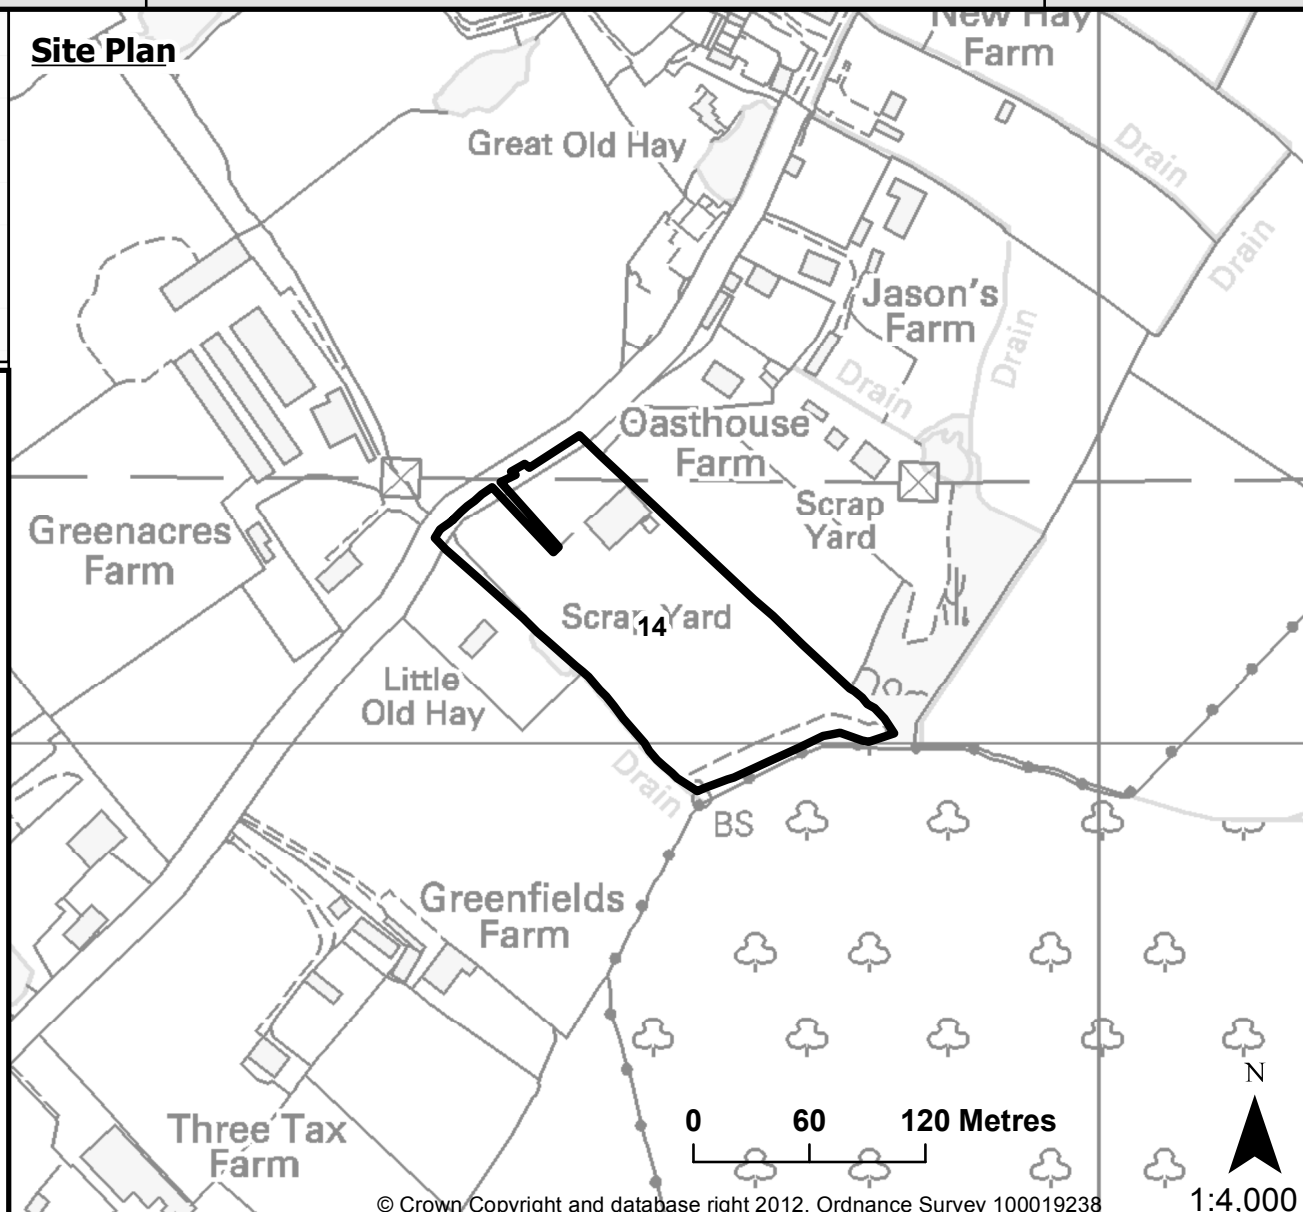 Site Plan
New Hay
Farm
Great Old Hay
Drain
Drain
Jason's
Farm
Drain
Drain
Oasthouse
Farm
Scrap
Yard
Greenacres
Farm
Scrap Yard
14
Little
Old Hay
Drain
BS
Greenfields
Farm
N
0 60 120 Metres
Three Tax
Farm
1:4,000
© Crown Copyright and database right 2012. Ordnance Survey 100019238